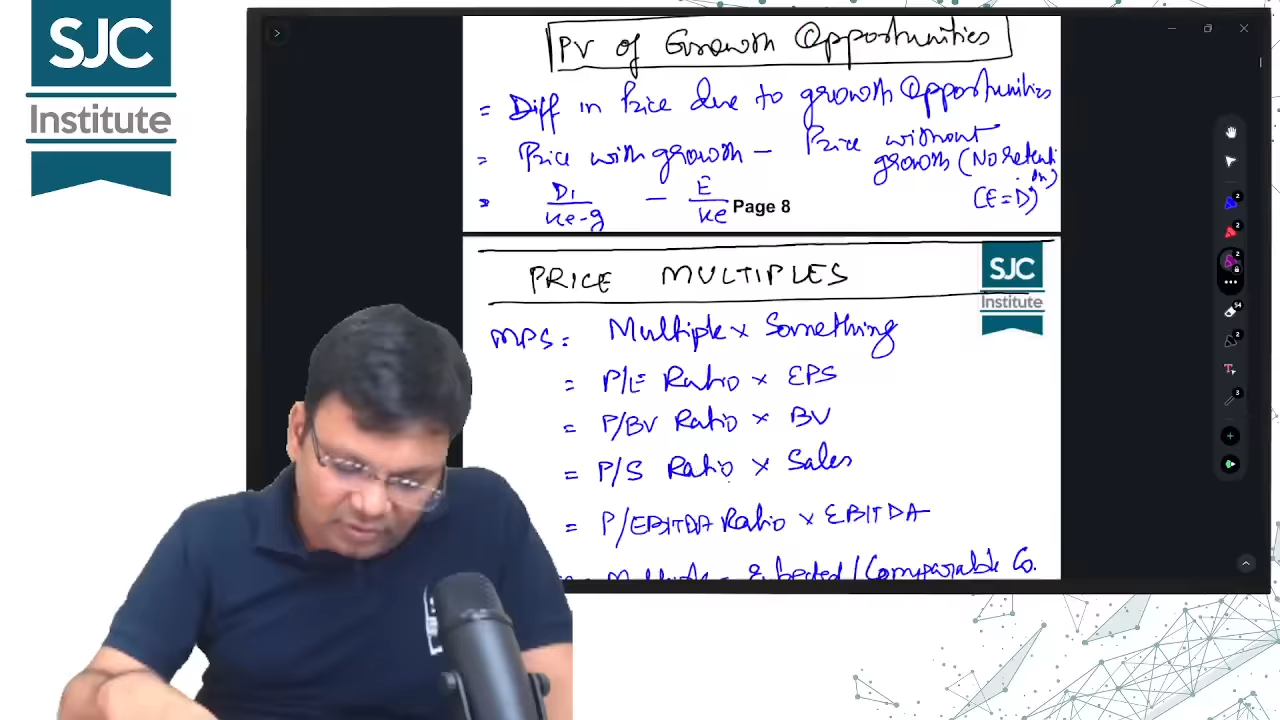 SJC
Institute
PV of Growth Opportunities
= Diff in Price due to growth Opportunities
= Price with growth - Price without growth (No retention)
= D1/Ke-g - E/Ke (E=D)
Page 8
SJC
Institute
PRICE MULTIPLES
MPS = Multiple x Something
= P/E Ratio x EPS
= P/BV Ratio x BV
= P/S Ratio x Sales
= P/EBITDA Ratio x EBITDA
Multiple = Expected/Comparable Co.